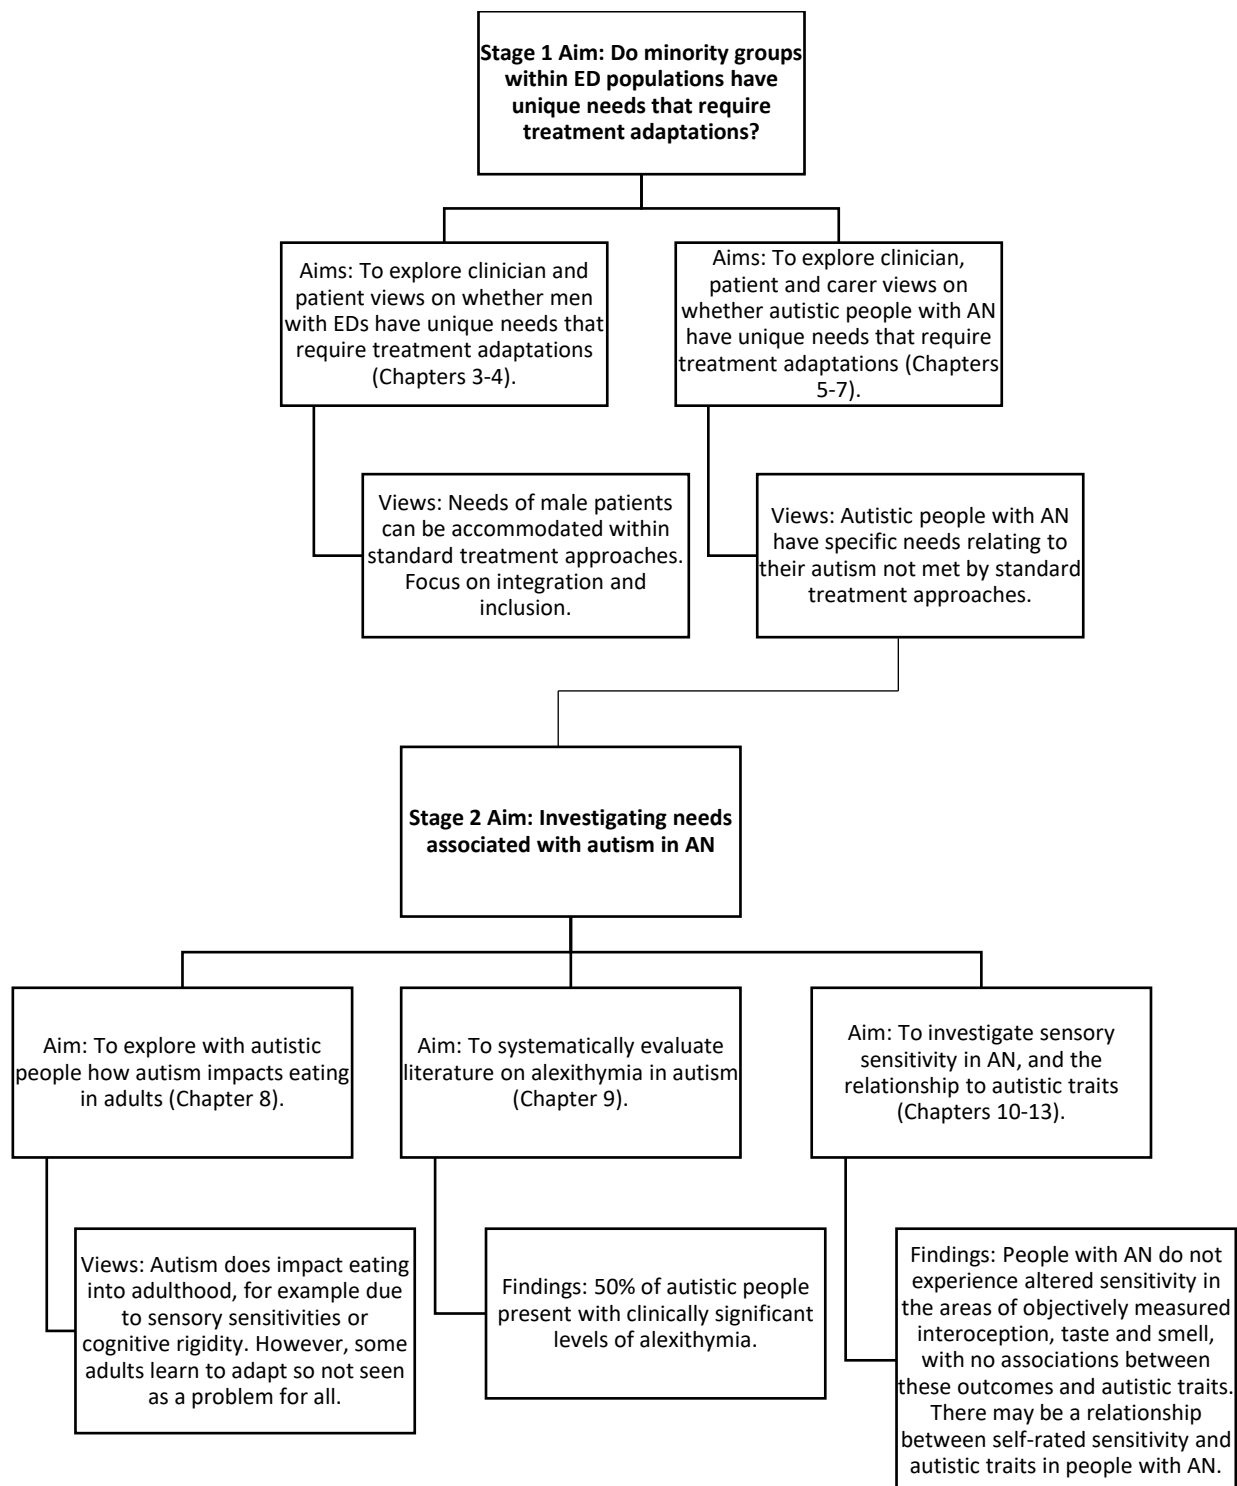 Stage 1 Aim: Do minority groups
within ED populations have
unique needs that require
treatment adaptations?
Aims: To explore clinician and
patient views on whether men
with EDs have unique needs that
require treatment adaptations
(Chapters 3-4).
Aims: To explore clinician,
patient and carer views on
whether autistic people with AN
have unique needs that require
treatment adaptations (Chapters
5-7).
Views: Needs of male patients
can be accommodated within
standard treatment approaches.
Focus on integration and
inclusion.
Views: Autistic people with AN
have specific needs relating to
their autism not met by standard
treatment approaches.
Stage 2 Aim: Investigating needs
associated with autism in AN
Aim: To explore with autistic
people how autism impacts eating
in adults (Chapter 8).
Aim: To systematically evaluate
literature on alexithymia in autism
(Chapter 9).
Aim: To investigate sensory
sensitivity in AN, and the
relationship to autistic traits
(Chapters 10-13).
Views: Autism does impact eating
into adulthood, for example due
to sensory sensitivities or
cognitive rigidity. However, some
adults learn to adapt so not seen
as a problem for all.
Findings: 50% of autistic people
present with clinically significant
levels of alexithymia.
Findings: People with AN do not
experience altered sensitivity in
the areas of objectively measured
interoception, taste and smell,
with no associations between
these outcomes and autistic traits.
There may be a relationship
between self-rated sensitivity and
autistic traits in people with AN.